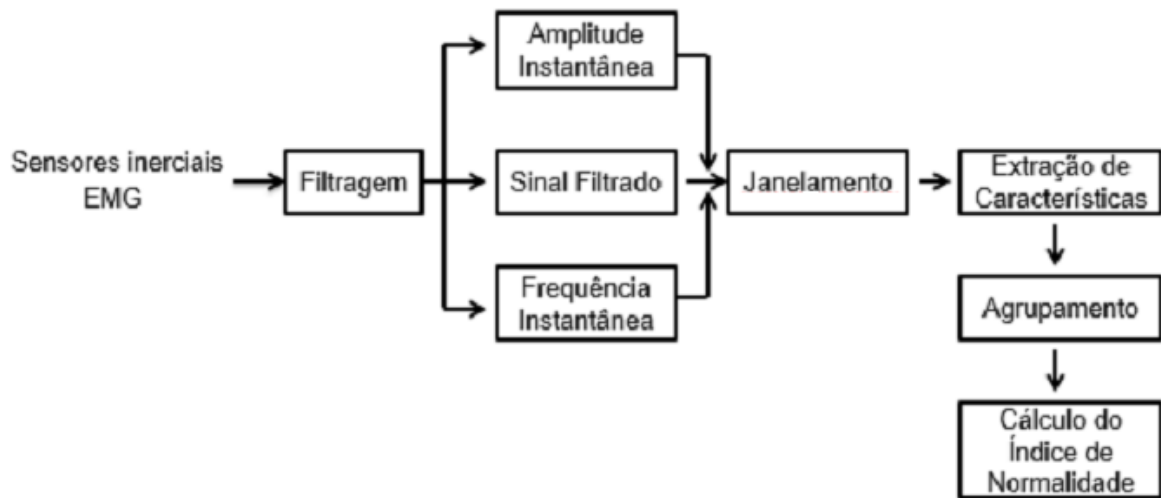 Sensores inerciais
EMG
Filtragem
Amplitude
Instantânea
Sinal Filtrado
Frequência
Instantânea
Janelamento
Extração de
Características
Agrupamento
Cálculo do
Índice de
Normalidade